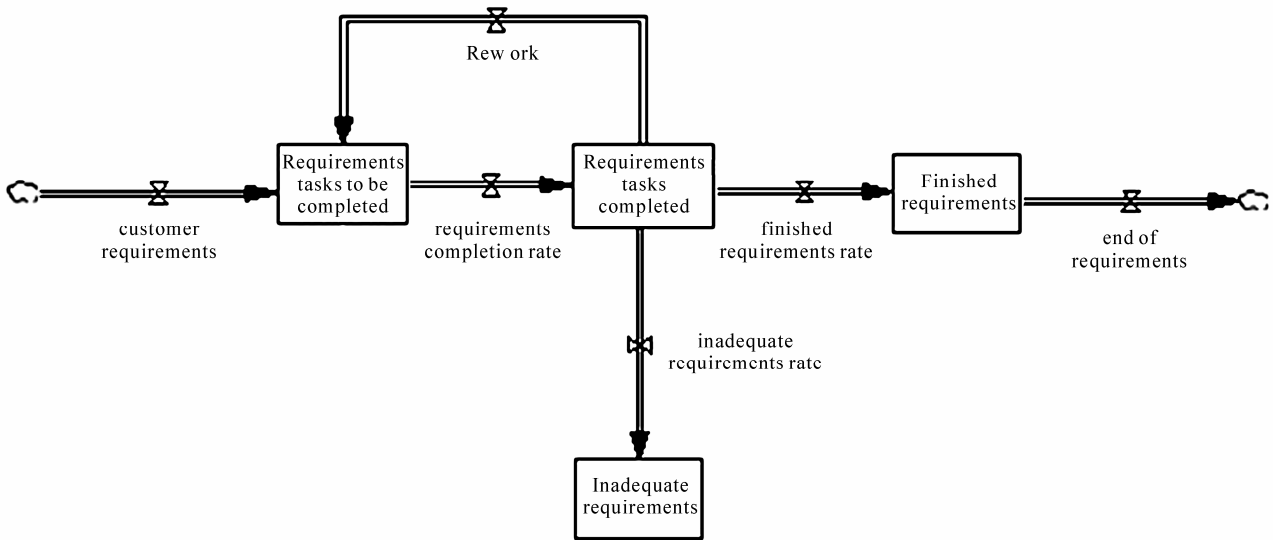 Rew ork
Requirements
tasks to be
completed
Requirements
tasks
completed
Finished
requirements
customer
requirements
requirements
completion rate
finished
requirements rate
end of
requirements
inadequate
requirements rate
Inadequate
requirements